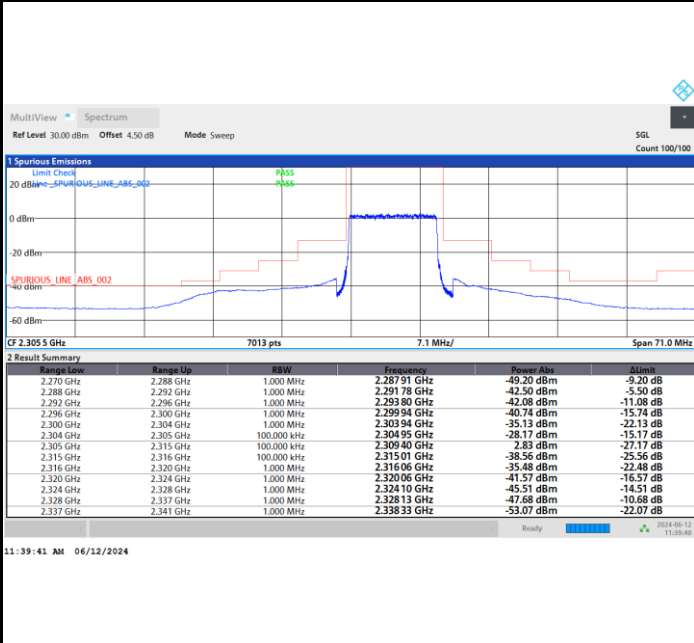 MultiView Spectrum
Ref Level 30.00 dBm Offset 4.50 dB Mode Sweep SGL
Count 100/100
1 Spurious Emissions
Limit Check PASS
20 dBm Line _SPURIOUS_LINE_ABS_002 PASS
0 dBm
-20 dBm
SPURIOUS_LINE_ABS_002
-40 dBm
-60 dBm
CF 2.305 5 GHz 7013 pts 7.1 MHz/ Span 71.0 MHz
2 Result Summary
Range Low Range Up RBW Frequency Power Abs ΔLimit
2.270 GHz 2.288 GHz 1.000 MHz 2.287 91 GHz -49.20 dBm -9.20 dB
2.288 GHz 2.292 GHz 1.000 MHz 2.291 78 GHz -42.50 dBm -5.50 dB
2.292 GHz 2.296 GHz 1.000 MHz 2.293 80 GHz -42.08 dBm -11.08 dB
2.296 GHz 2.300 GHz 1.000 MHz 2.299 94 GHz -40.74 dBm -15.74 dB
2.300 GHz 2.304 GHz 1.000 MHz 2.303 94 GHz -35.13 dBm -22.13 dB
2.304 GHz 2.305 GHz 100.000 kHz 2.304 95 GHz -28.17 dBm -15.17 dB
2.305 GHz 2.315 GHz 100.000 kHz 2.309 40 GHz 2.83 dBm -27.17 dB
2.315 GHz 2.316 GHz 100.000 kHz 2.315 01 GHz -38.56 dBm -25.56 dB
2.316 GHz 2.320 GHz 1.000 MHz 2.316 06 GHz -35.48 dBm -22.48 dB
2.320 GHz 2.324 GHz 1.000 MHz 2.320 06 GHz -41.57 dBm -16.57 dB
2.324 GHz 2.328 GHz 1.000 MHz 2.324 10 GHz -45.51 dBm -14.51 dB
2.328 GHz 2.337 GHz 1.000 MHz 2.328 13 GHz -47.68 dBm -10.68 dB
2.337 GHz 2.341 GHz 1.000 MHz 2.338 33 GHz -53.07 dBm -22.07 dB
Ready 2024-06-12
11:39:40
11:39:41 AM 06/12/2024